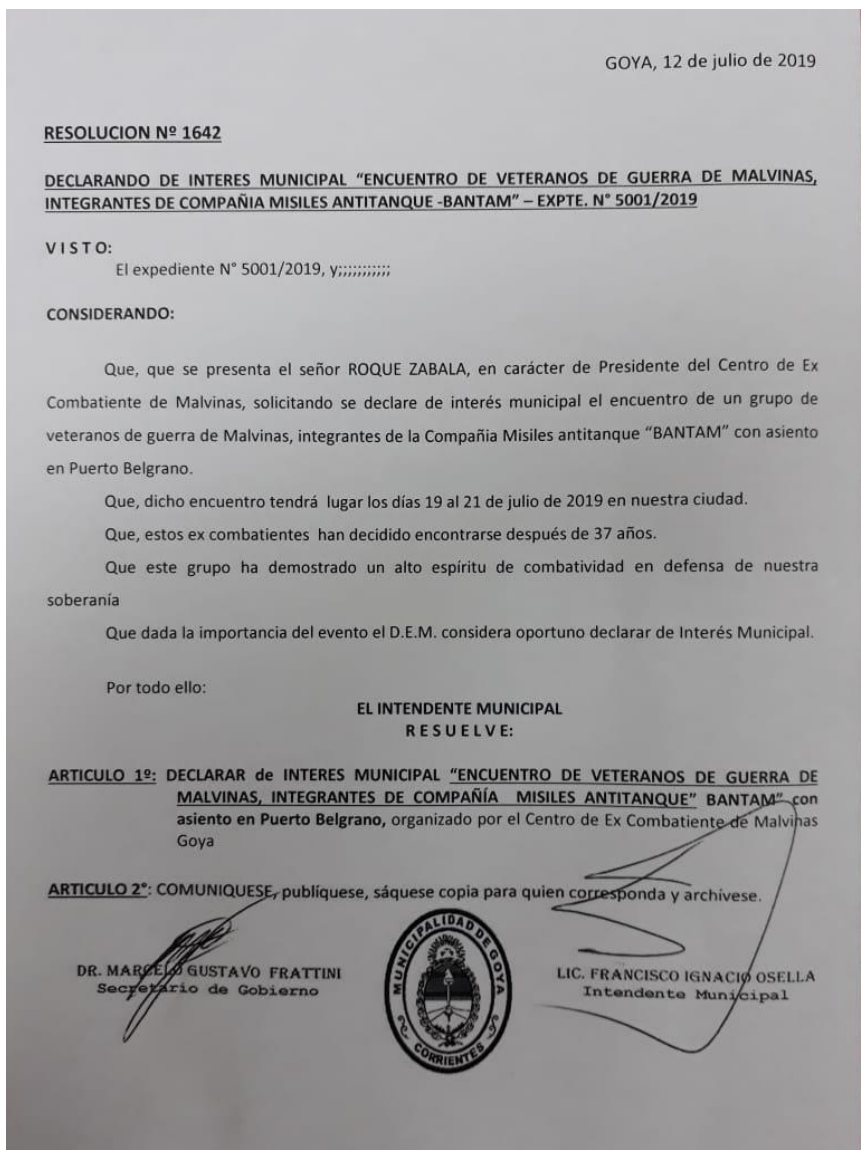 GOYA, 12 de julio de 2019
RESOLUCION Nº 1642
DECLARANDO DE INTERES MUNICIPAL “ENCUENTRO DE VETERANOS DE GUERRA DE MALVINAS,
INTEGRANTES DE COMPAÑIA MISILES ANTITANQUE -BANTAM” – EXPTE. N° 5001/2019
V I S T O:
El expediente N° 5001/2019, y;;;;;;;;;;;
CONSIDERANDO:
Que, que se presenta el señor ROQUE ZABALA, en carácter de Presidente del Centro de Ex
Combatiente de Malvinas, solicitando se declare de interés municipal el encuentro de un grupo de
veteranos de guerra de Malvinas, integrantes de la Compañia Misiles antitanque “BANTAM” con asiento
en Puerto Belgrano.
Que, dicho encuentro tendrá lugar los días 19 al 21 de julio de 2019 en nuestra ciudad.
Que, estos ex combatientes han decidido encontrarse después de 37 años.
Que este grupo ha demostrado un alto espíritu de combatividad en defensa de nuestra
soberanía
Que dada la importancia del evento el D.E.M. considera oportuno declarar de Interés Municipal.
Por todo ello:
EL INTENDENTE MUNICIPAL
R E S U E L V E:
ARTICULO 1º: DECLARAR de INTERES MUNICIPAL “ENCUENTRO DE VETERANOS DE GUERRA DE
MALVINAS, INTEGRANTES DE COMPAÑÍA MISILES ANTITANQUE” BANTAM” con
asiento en Puerto Belgrano, organizado por el Centro de Ex Combatiente de Malvinas
Goya
ARTICULO 2°: COMUNIQUESE, publíquese, sáquese copia para quien corresponda y archívese.
DR. MARCELO GUSTAVO FRATTINI
Secretario de Gobierno
MUNICIPALIDAD DE GOYA
CORRIENTES
LIC. FRANCISCO IGNACIO OSELLA
Intendente Municipal